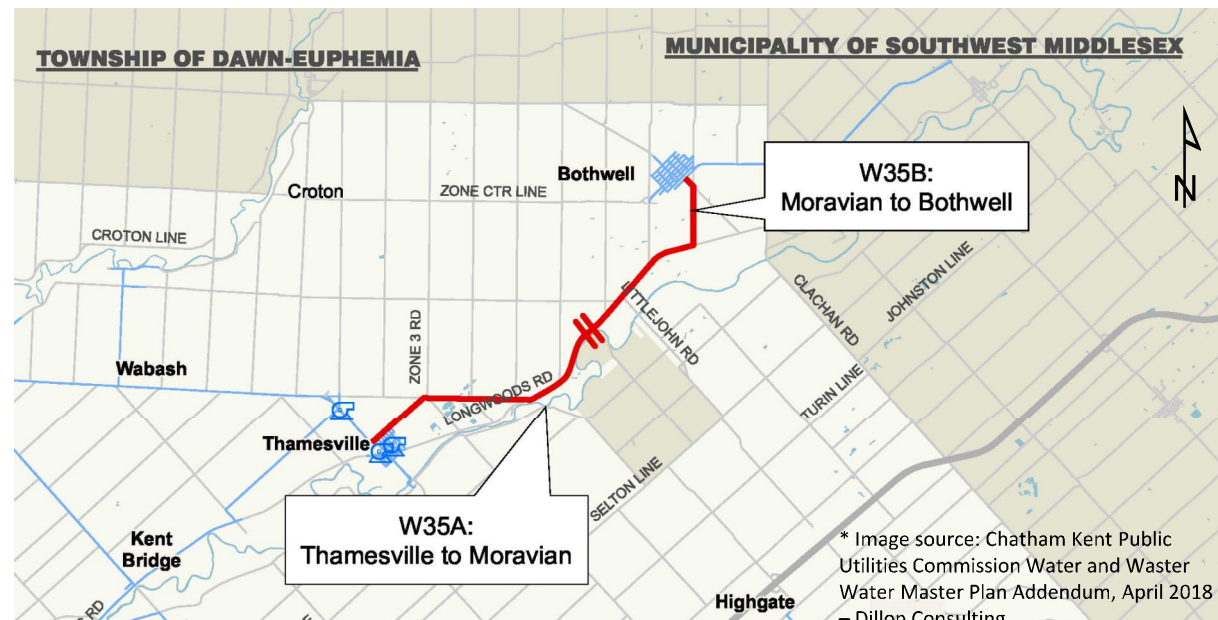 TOWNSHIP OF DAWN-EUPHEMIA
MUNICIPALITY OF SOUTHWEST MIDDLESEX
N
Bothwell
W35B:
Moravian to Bothwell
Croton
ZONE CTR LINE
CROTON LINE
LITTLEJOHN RD
CLACHAN RD
JOHNSTON LINE
ZONE 3 RD
Wabash
LONGWOODS RD
TURIN LINE
Thamesville
SELTON LINE
W35A:
Thamesville to Moravian
Kent
Bridge
RD
Highgate
* Image source: Chatham Kent Public
Utilities Commission Water and Waster
Water Master Plan Addendum, April 2018
– Dillon Consulting